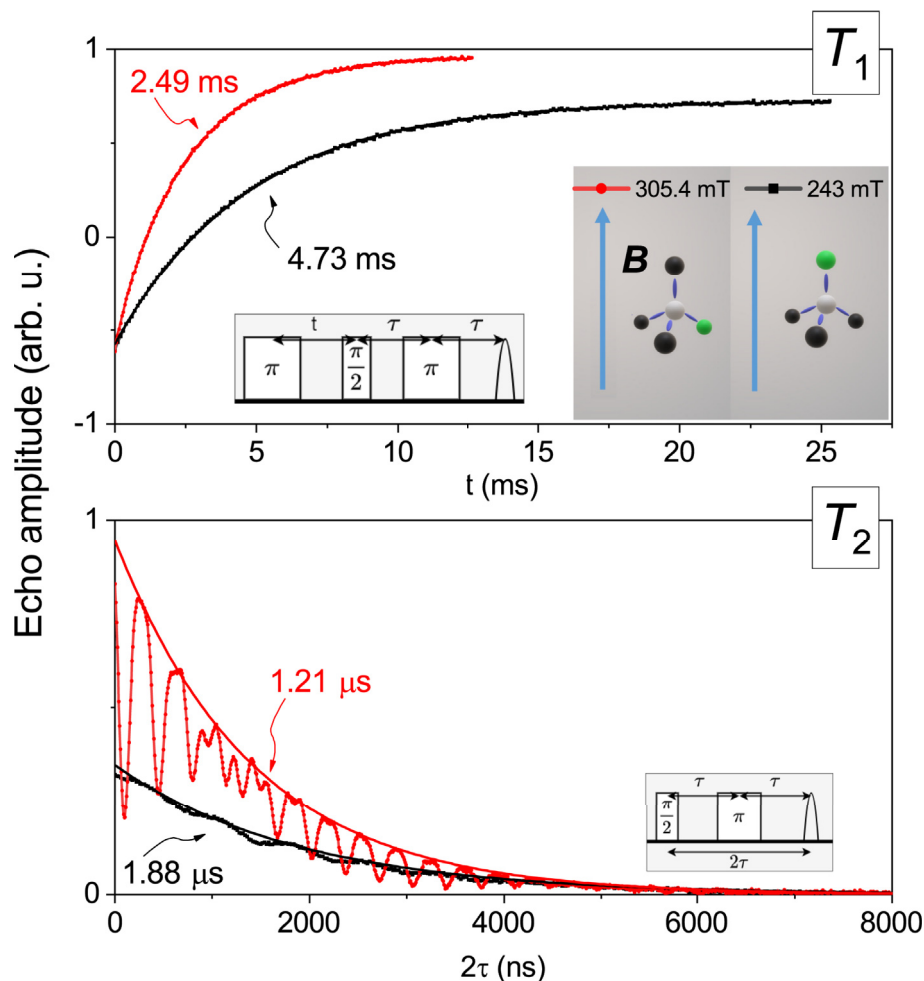 Echo amplitude (arb. u.)
1
0
-1
T1
2.49 ms
4.73 ms
305.4 mT
243 mT
B
t
τ
τ
π
π
2
π
0
5
10
15
20
25
t (ms)
1
0
T2
1.21 μs
1.88 μs
τ
τ
π
2
π
2τ
0
2000
4000
6000
8000
2τ (ns)